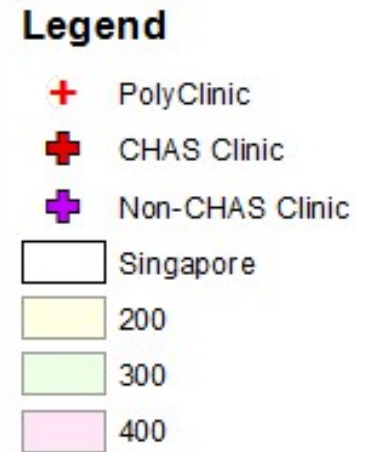 Legend
PolyClinic
CHAS Clinic
Non-CHAS Clinic
Singapore
200
300
400